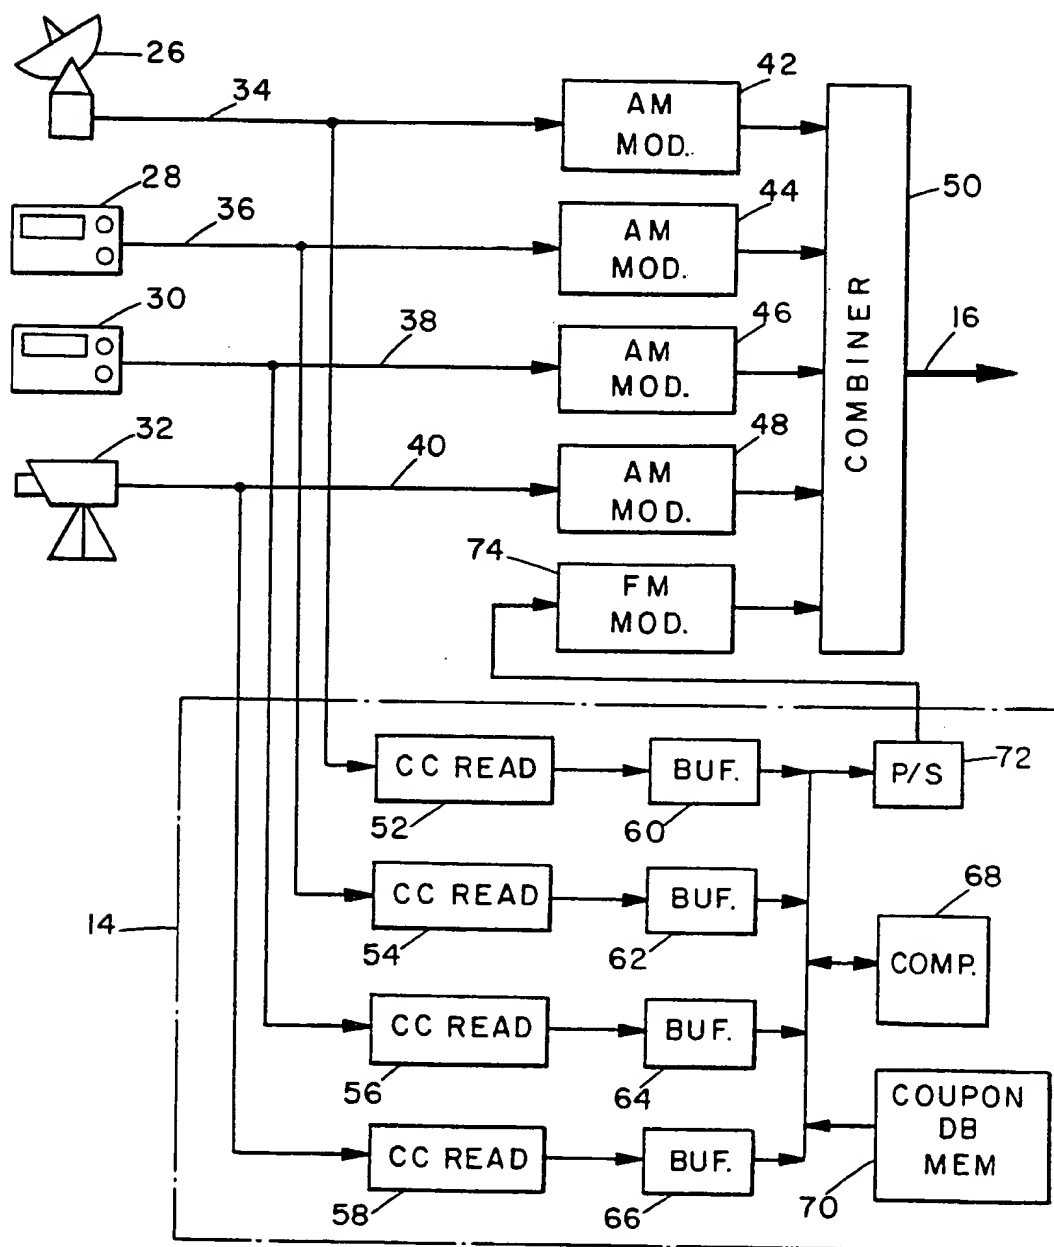 26
34
42
AM
MOD.
28
36
44
AM
MOD.
50
30
38
46
AM
MOD.
COMBINER
16
32
40
48
AM
MOD.
74
FM
MOD.
CC READ
52
BUF.
60
P/S
72
14
CC READ
54
BUF.
62
68
COMP.
CC READ
56
BUF.
64
COUPON
DB
MEM
70
CC READ
58
BUF.
66